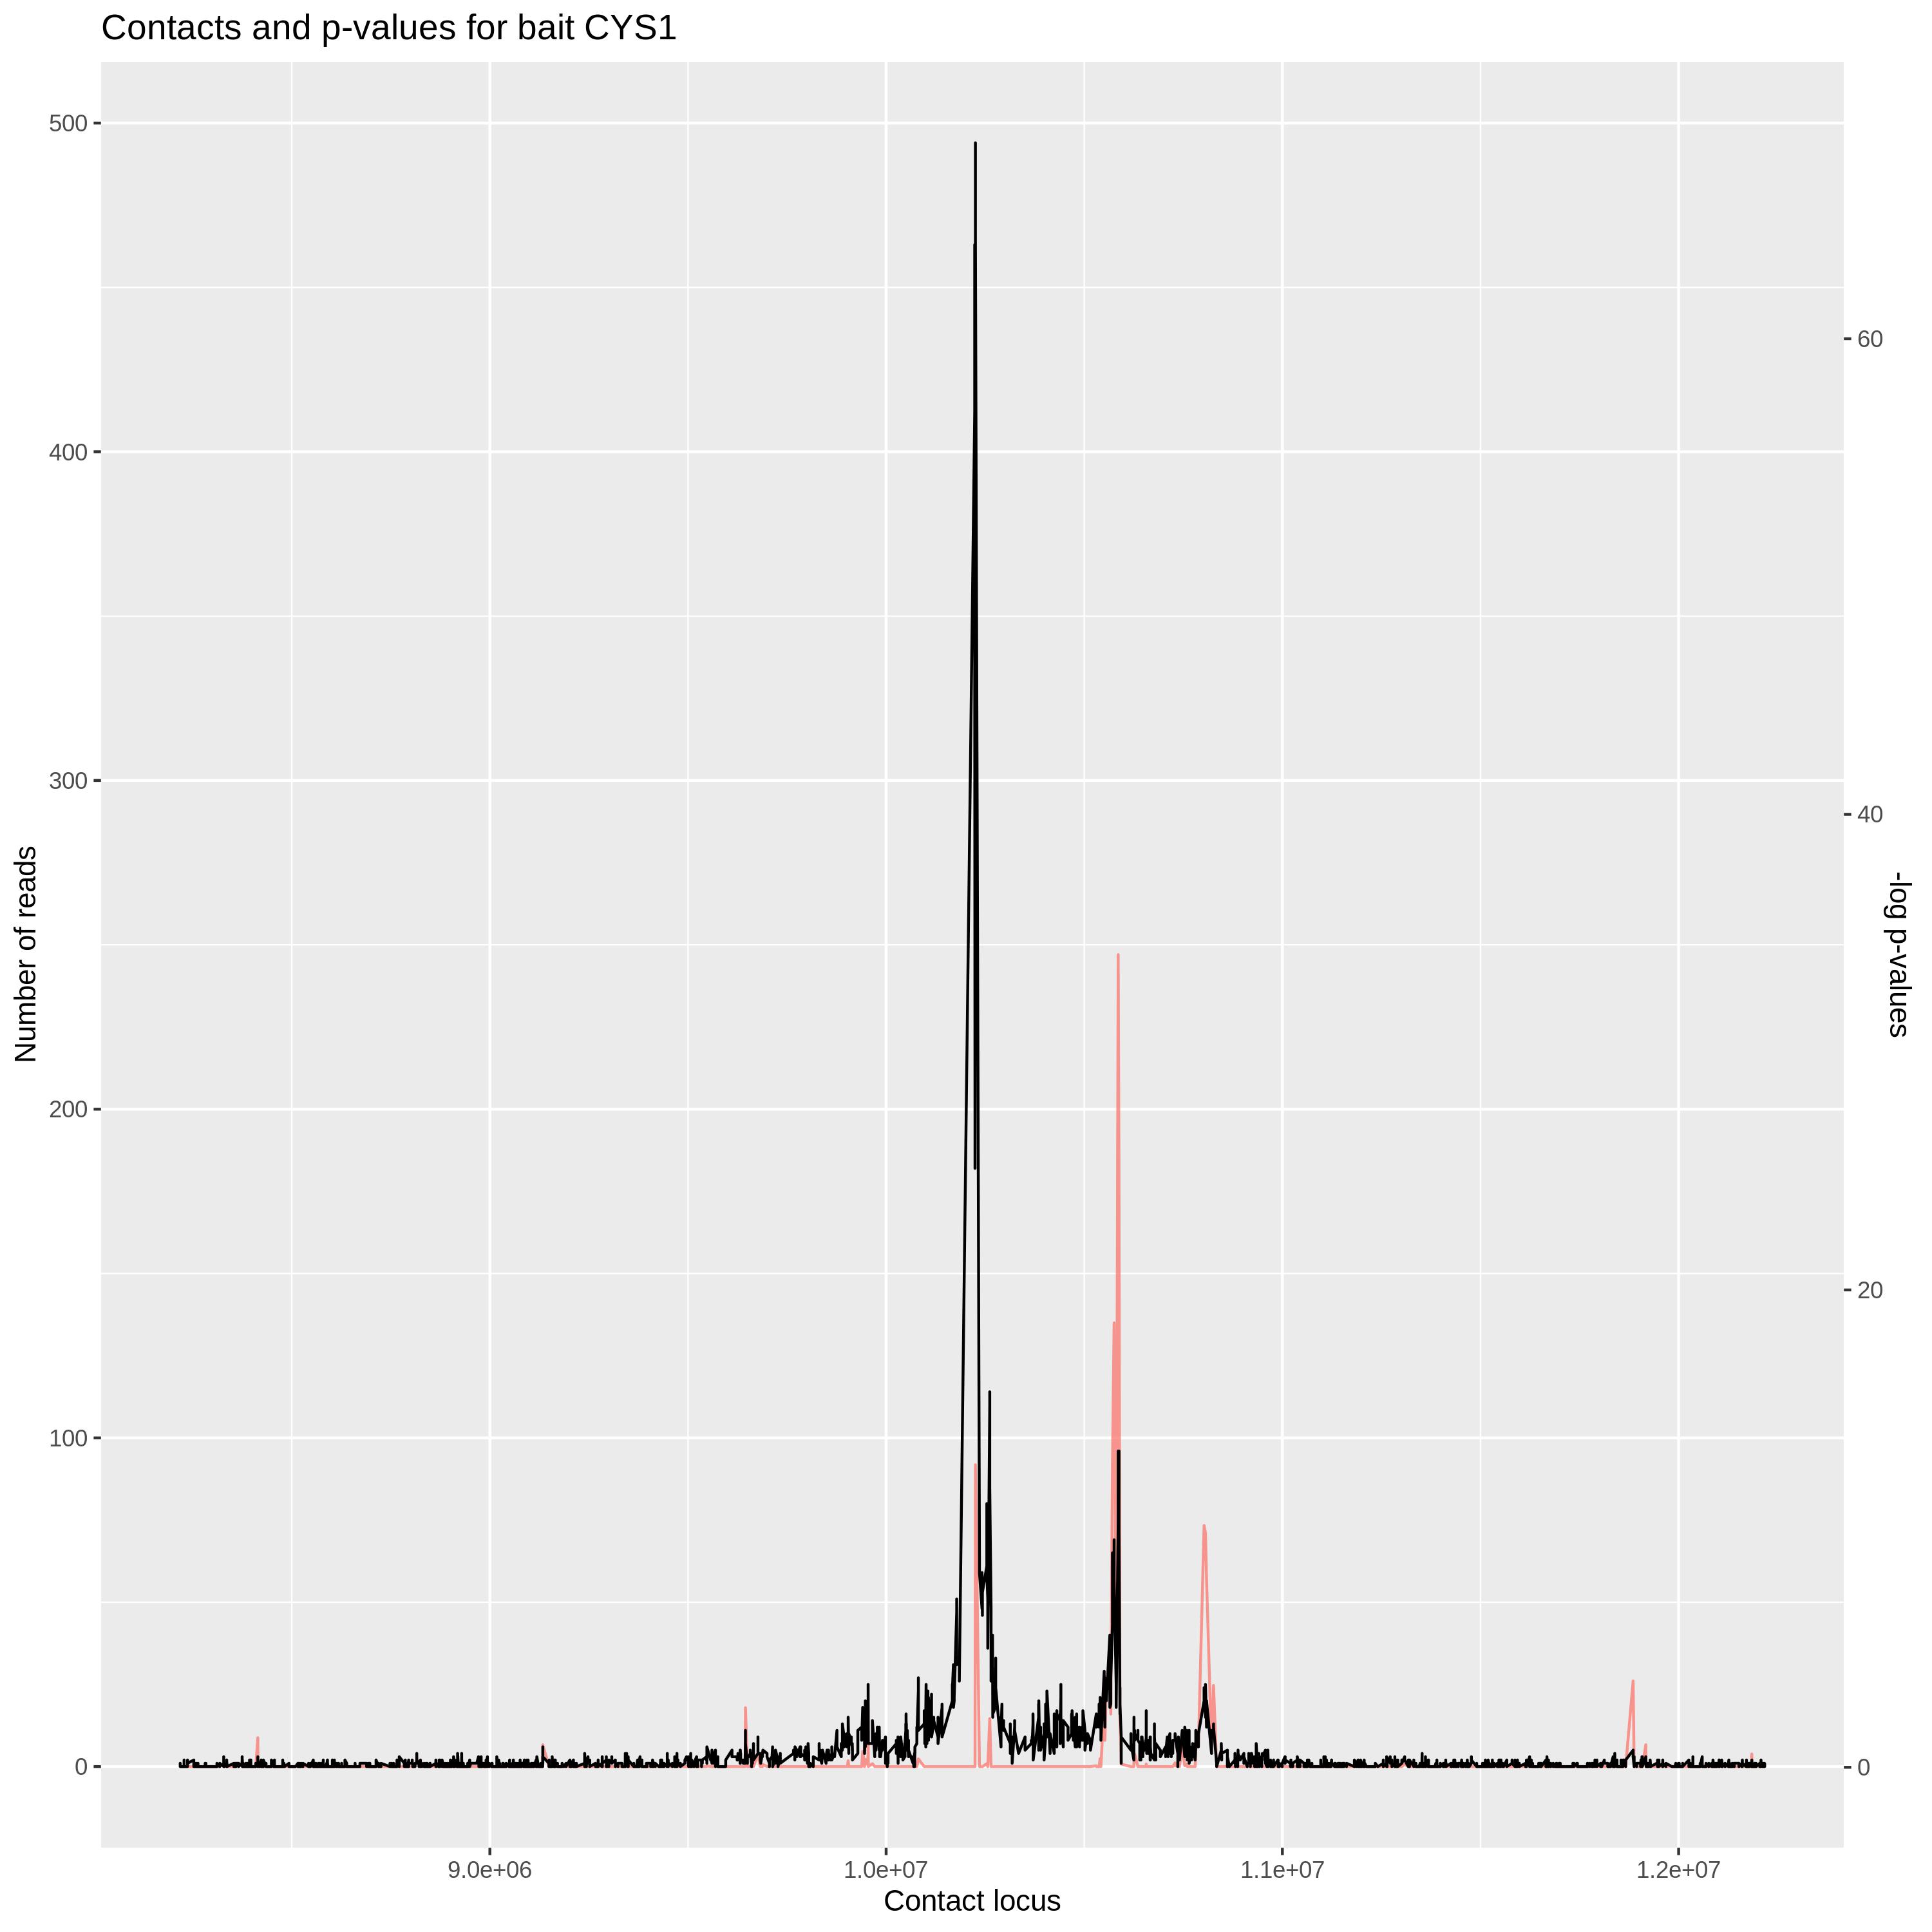 Contacts and p-values for bait CYS1
500
400
300
200
100
0
Number of reads
60
40
20
0
-log p-values
9.0e+06
1.0e+07
1.1e+07
1.2e+07
Contact locus